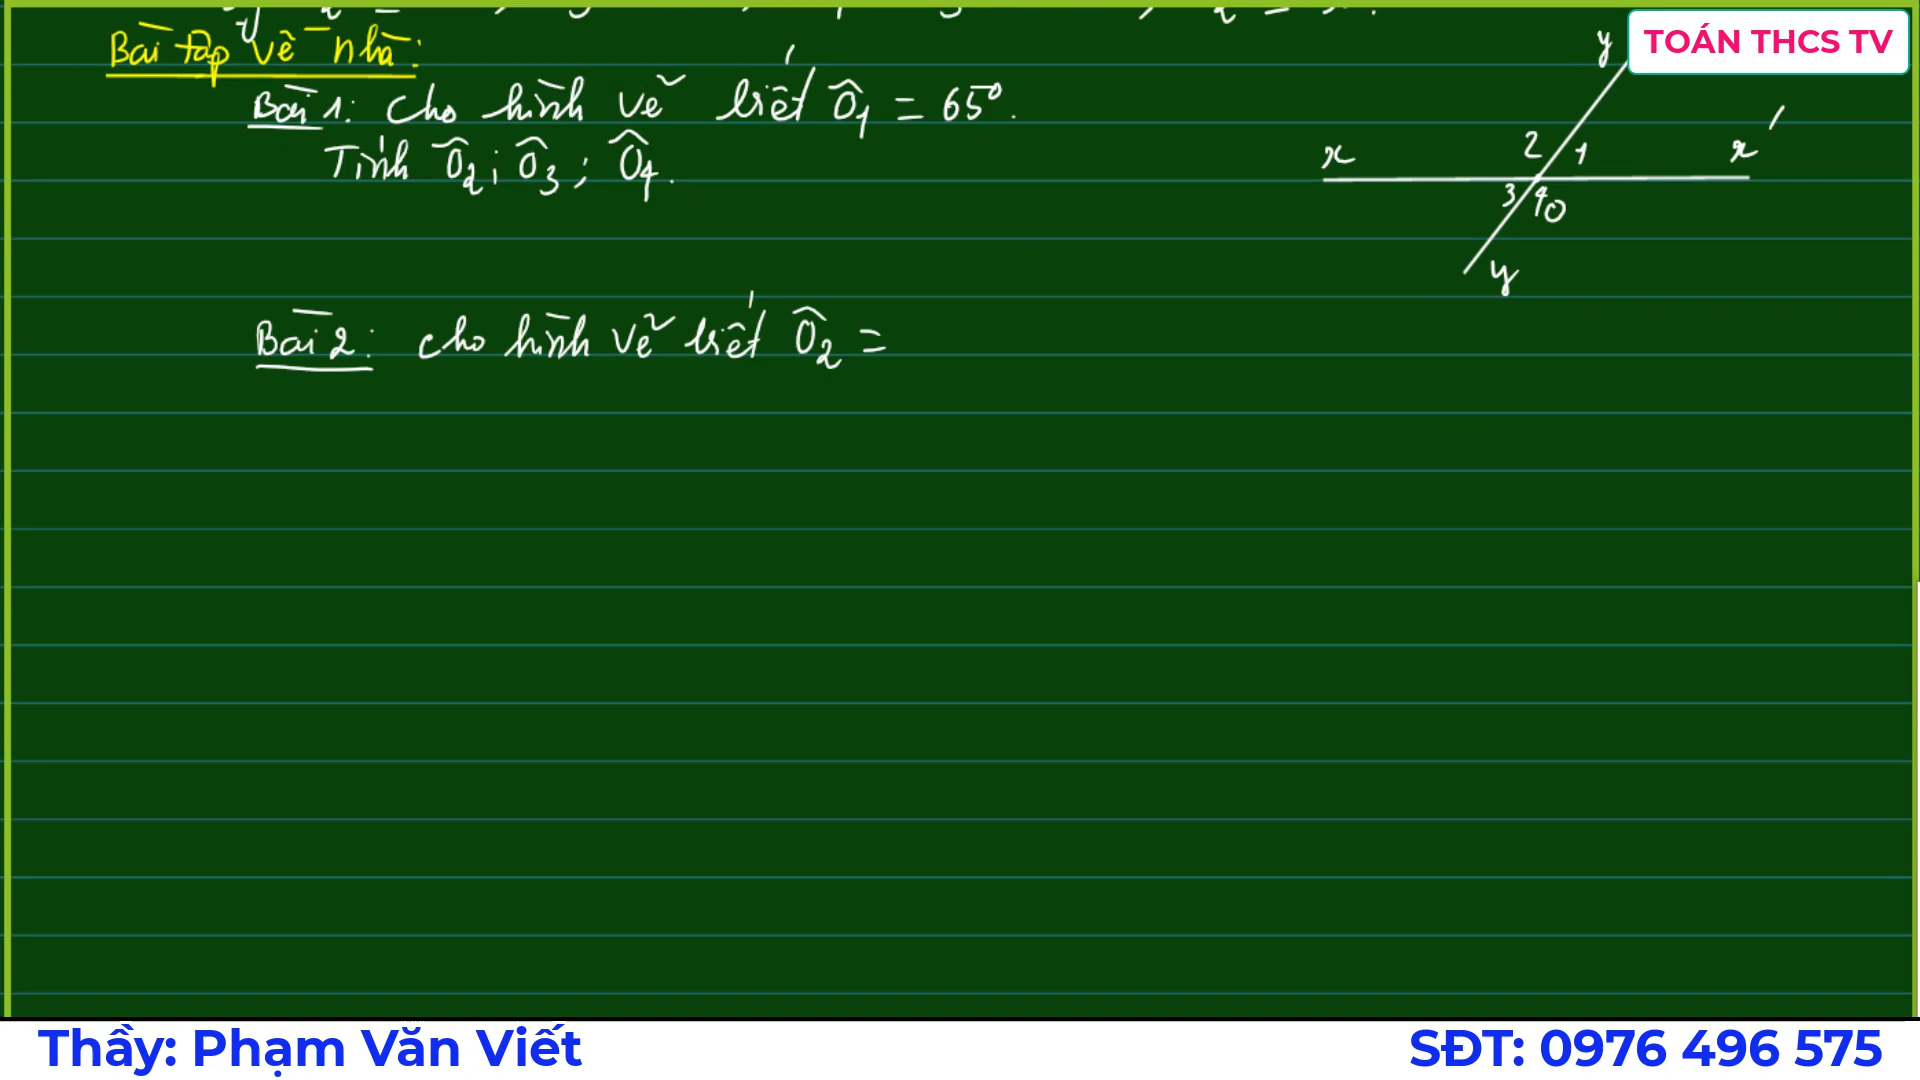 Bài tập về nhà:
TOÁN THCS TV
Bài 1: Cho hình vẽ biết Ô1 = 65°.
Tính Ô2; Ô3; Ô4.
y
x'
2 1
x
3 4 O
y
Bài 2: Cho hình vẽ biết Ô2 =
Thầy: Phạm Văn Viết
SĐT: 0976 496 575